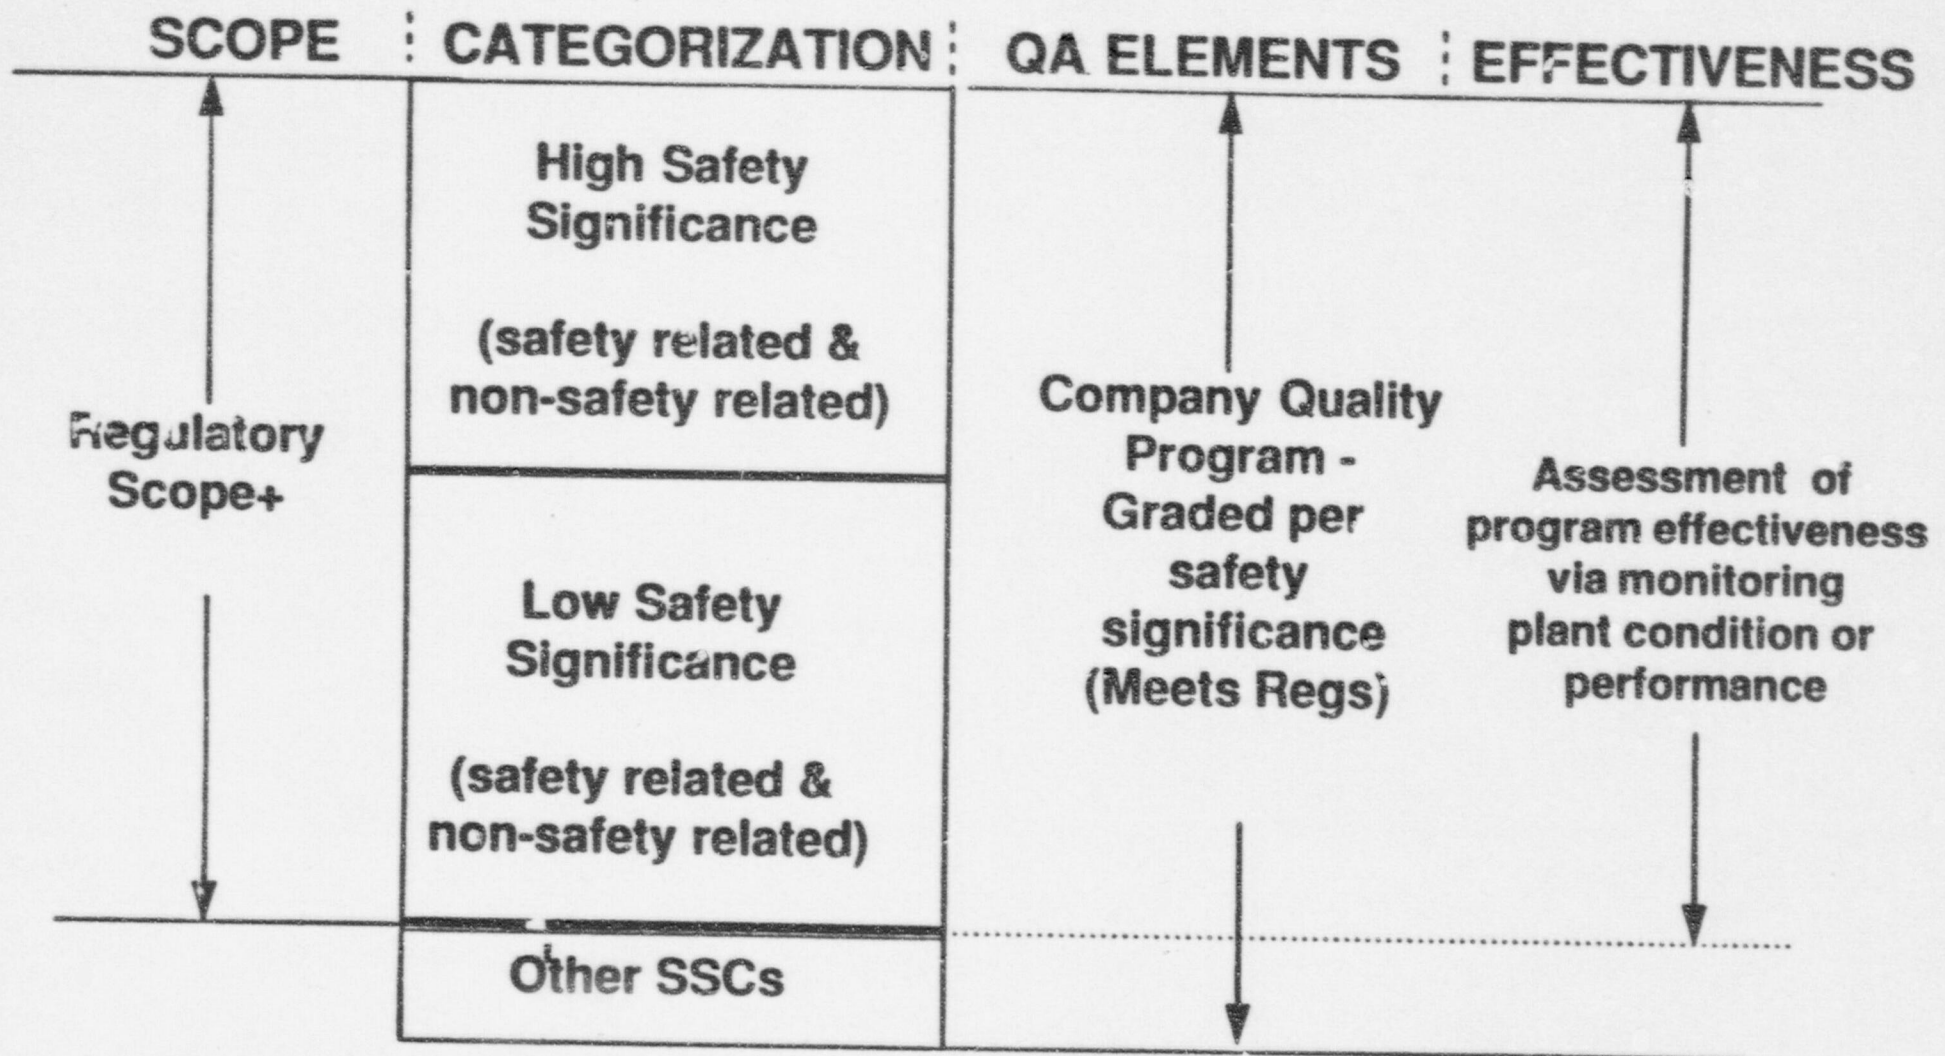 SCOPE CATEGORIZATION QA ELEMENTS EFFECTIVENESS
High Safety
Significance
(safety related &
non-safety related)
Regulatory
Scope+
Low Safety
Significance
(safety related &
non-safety related)
Other SSCs
Company Quality
Program -
Graded per
safety
significance
(Meets Regs)
Assessment of
program effectiveness
via monitoring
plant condition or
performance